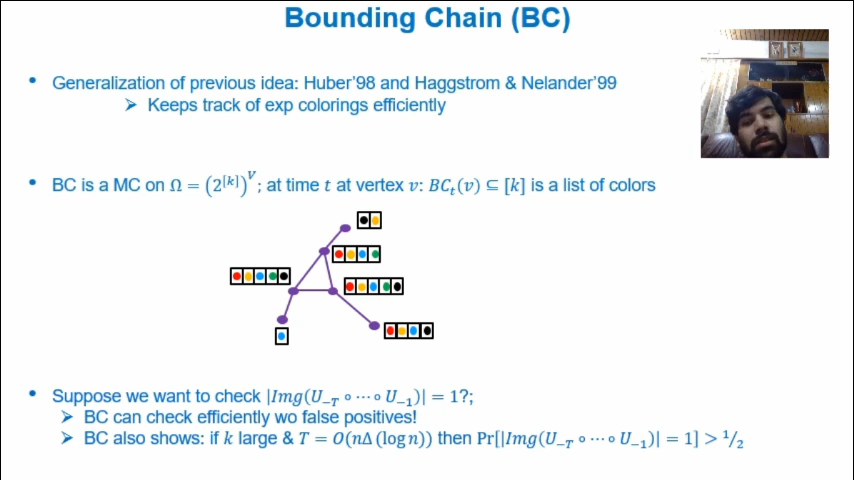 Bounding Chain (BC)
• Generalization of previous idea: Huber'98 and Haggstrom & Nelander'99
➢ Keeps track of exp colorings efficiently
• BC is a MC on Ω = (2^{[k]})^V; at time t at vertex v: BC_t(v) ⊆ [k] is a list of colors
• Suppose we want to check |Img(U_{-T} ∘ ⋯ ∘ U_{-1})| = 1?;
➢ BC can check efficiently wo false positives!
➢ BC also shows: if k large & T = O(nΔ (log n)) then Pr[|Img(U_{-T} ∘ ⋯ ∘ U_{-1})| = 1] > 1/2